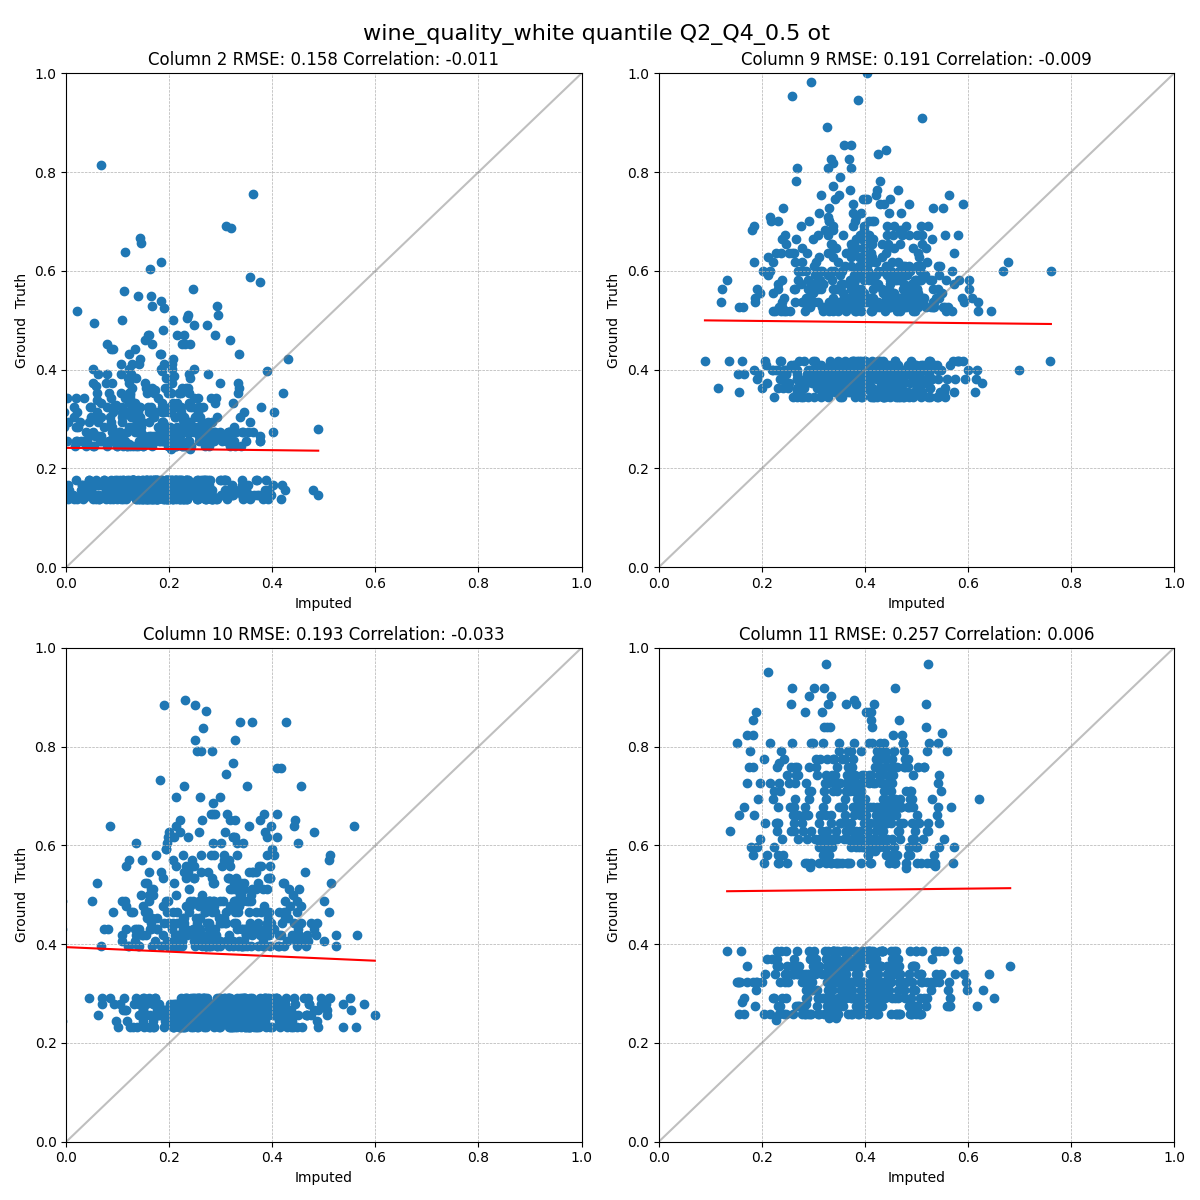 wine_quality_white quantile Q2_Q4_0.5 ot
Column 2 RMSE: 0.158 Correlation: -0.011
1.0
0.8
0.6
0.4
0.2
0.0
Ground Truth
0.0 0.2 0.4 0.6 0.8 1.0
Imputed
Column 9 RMSE: 0.191 Correlation: -0.009
1.0
0.8
0.6
0.4
0.2
0.0
Ground Truth
0.0 0.2 0.4 0.6 0.8 1.0
Imputed
Column 10 RMSE: 0.193 Correlation: -0.033
1.0
0.8
0.6
0.4
0.2
0.0
Ground Truth
0.0 0.2 0.4 0.6 0.8 1.0
Imputed
Column 11 RMSE: 0.257 Correlation: 0.006
1.0
0.8
0.6
0.4
0.2
0.0
Ground Truth
0.0 0.2 0.4 0.6 0.8 1.0
Imputed